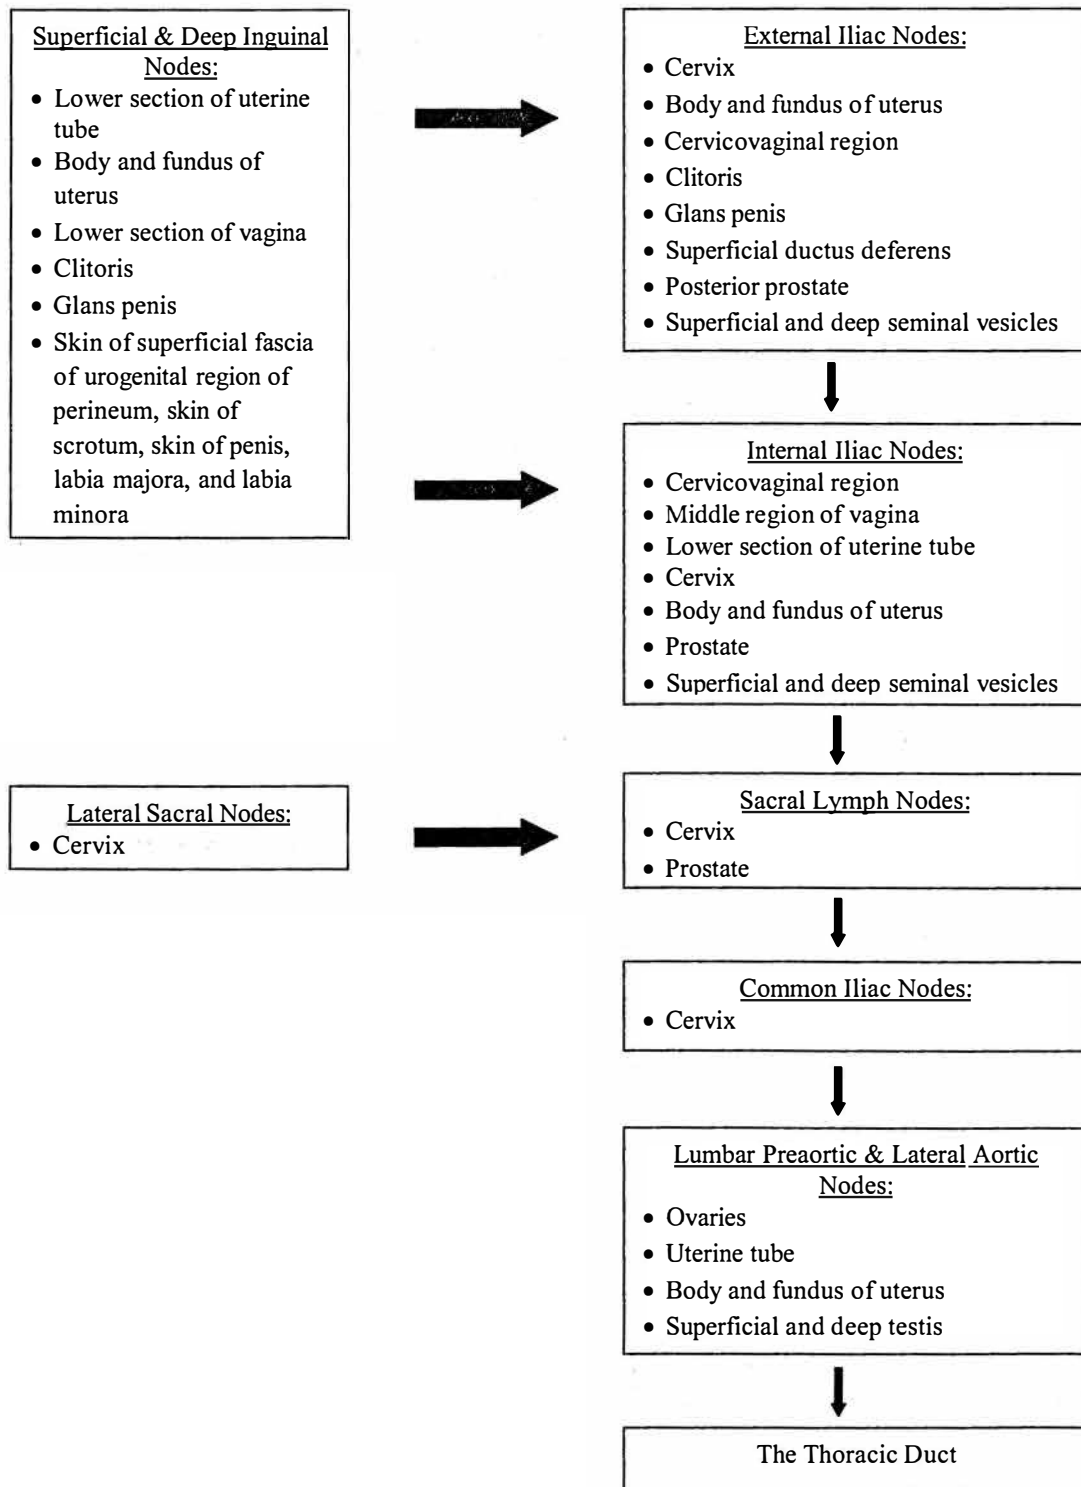 Superficial & Deep Inguinal
Nodes:
• Lower section of uterine
tube
• Body and fundus of
uterus
• Lower section of vagina
• Clitoris
• Glans penis
• Skin of superficial fascia
of urogenital region of
perineum, skin of
scrotum, skin of penis,
labia majora, and labia
minora
External Iliac Nodes:
• Cervix
• Body and fundus of uterus
• Cervicovaginal region
• Clitoris
• Glans penis
• Superficial ductus deferens
• Posterior prostate
• Superficial and deep seminal vesicles
Internal Iliac Nodes:
• Cervicovaginal region
• Middle region of vagina
• Lower section of uterine tube
• Cervix
• Body and fundus of uterus
• Prostate
• Superficial and deep seminal vesicles
Lateral Sacral Nodes:
• Cervix
Sacral Lymph Nodes:
• Cervix
• Prostate
Common Iliac Nodes:
• Cervix
Lumbar Preaortic & Lateral Aortic
Nodes:
• Ovaries
• Uterine tube
• Body and fundus of uterus
• Superficial and deep testis
The Thoracic Duct